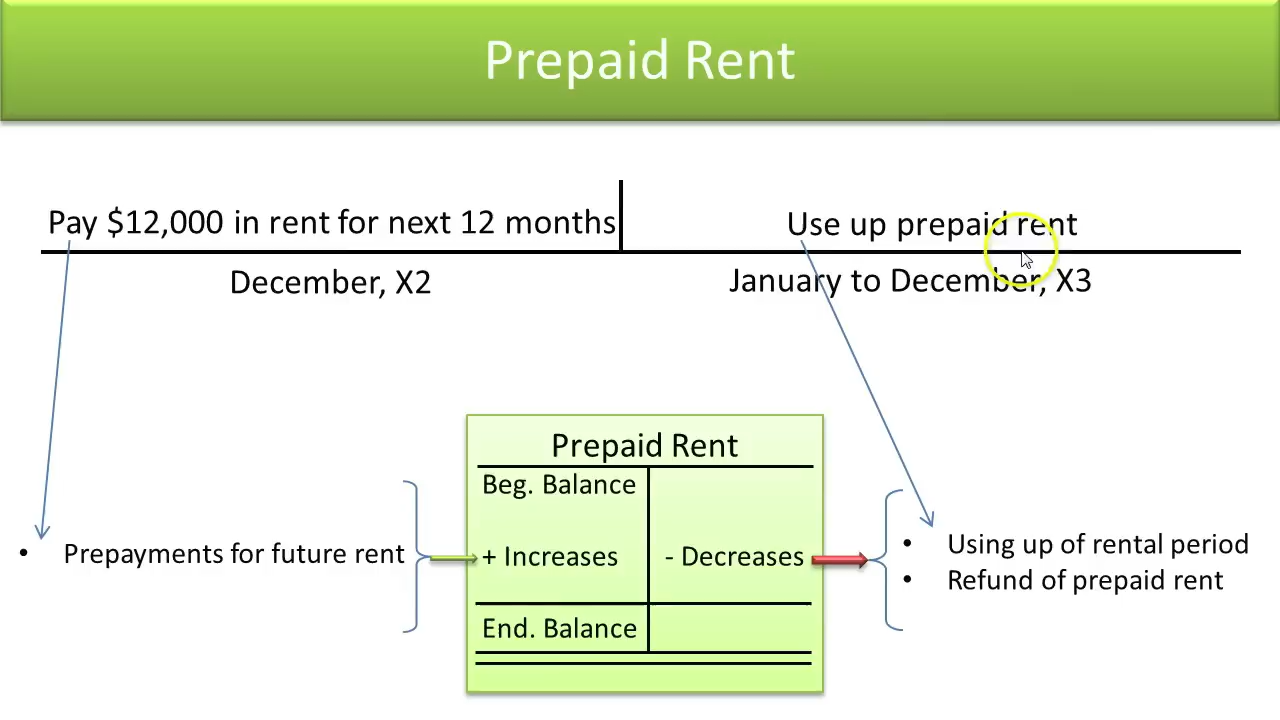 Prepaid Rent
Pay $12,000 in rent for next 12 months
Use up prepaid rent
December, X2
January to December, X3
Prepaid Rent
Beg. Balance
• Prepayments for future rent
+ Increases
- Decreases
• Using up of rental period
• Refund of prepaid rent
End. Balance